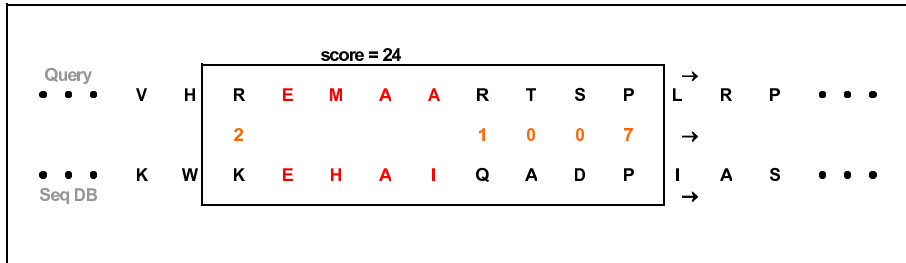 score = 24
Query
• • • V H R E M A A R T S P L R P • • •
2 1 0 0 7 →
• • • K W K E H A I Q A D P I A S • • •
Seq DB